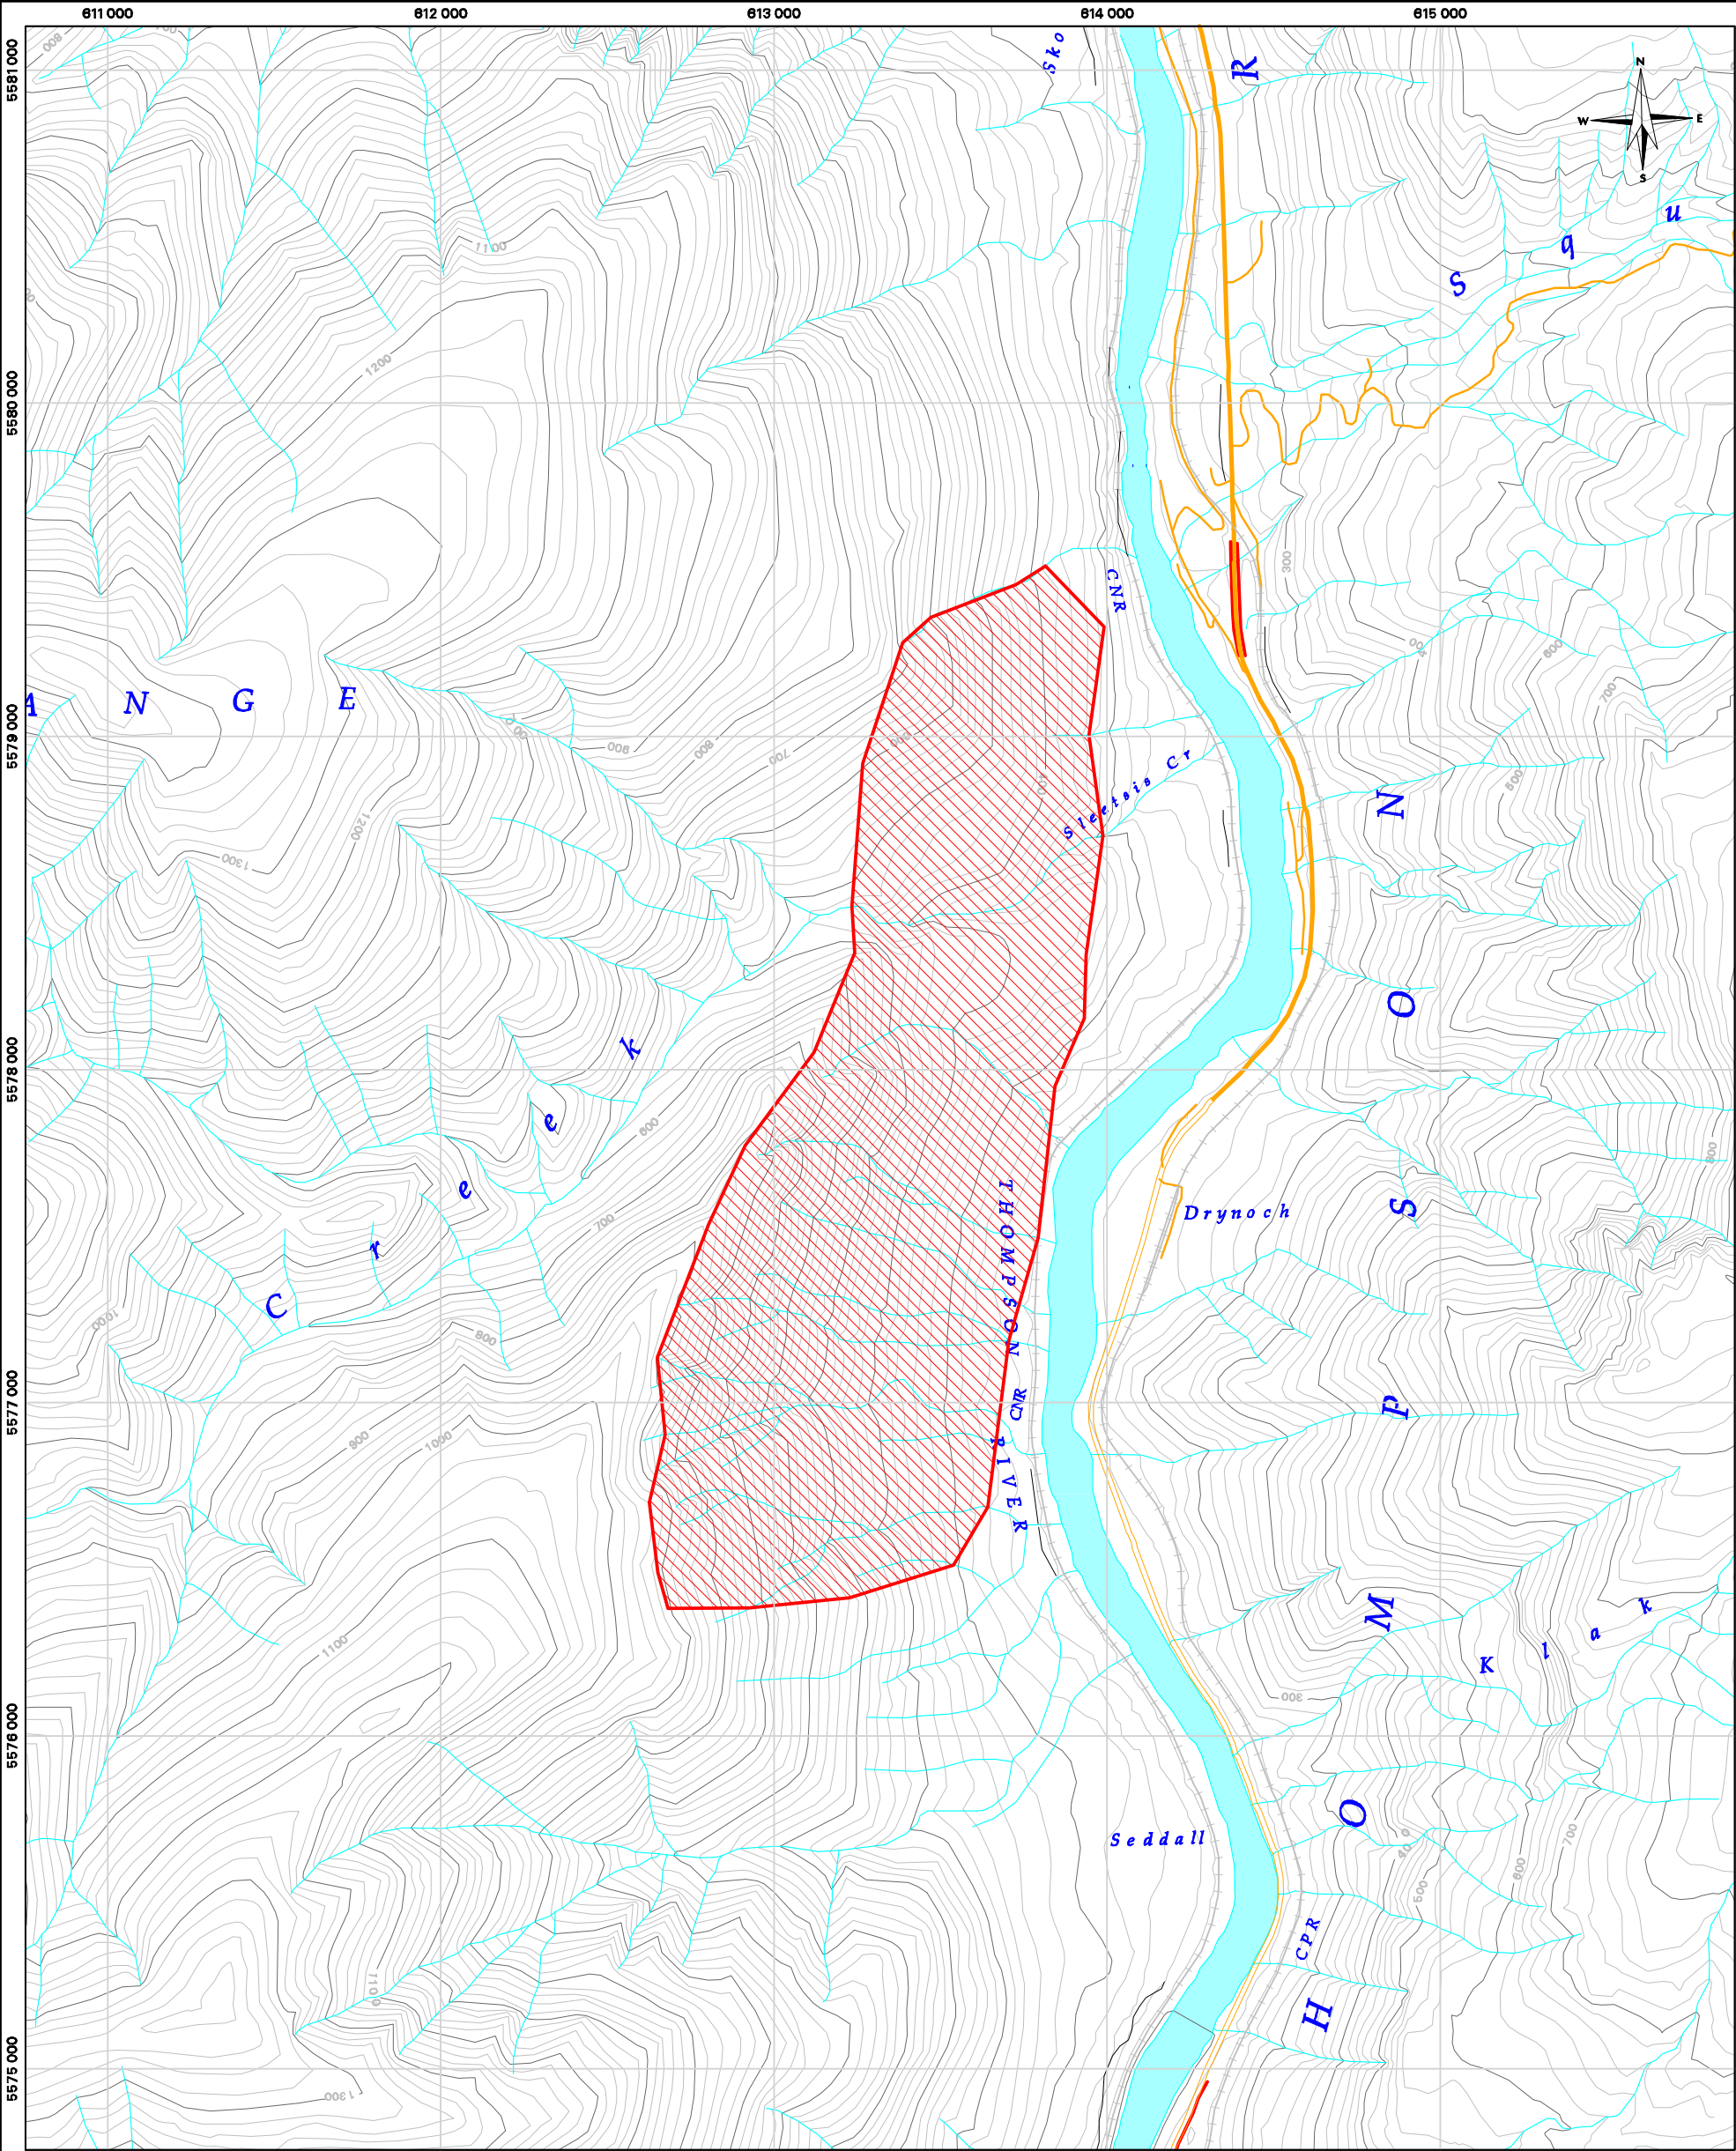 611 000 612 000 613 000 614 000 615 000
5581 000
5580 000
5579 000
5578 000
5577 000
5576 000
5575 000
N
W E
S
Sko
R
S q u
800
1100
1200
300
400
600
700
CNR
A N G E
900
800
700
600
400
Sleetsis Cr
1200
1300
500
N
O
S
P
M
O
H
C r e e k
600
700
800
1000
800
THOMPSON
CNR
RIVER
Drynoch
900
1000
1100
K l a k
300
Seddall
400
500
600
700
CPR
1100
1300